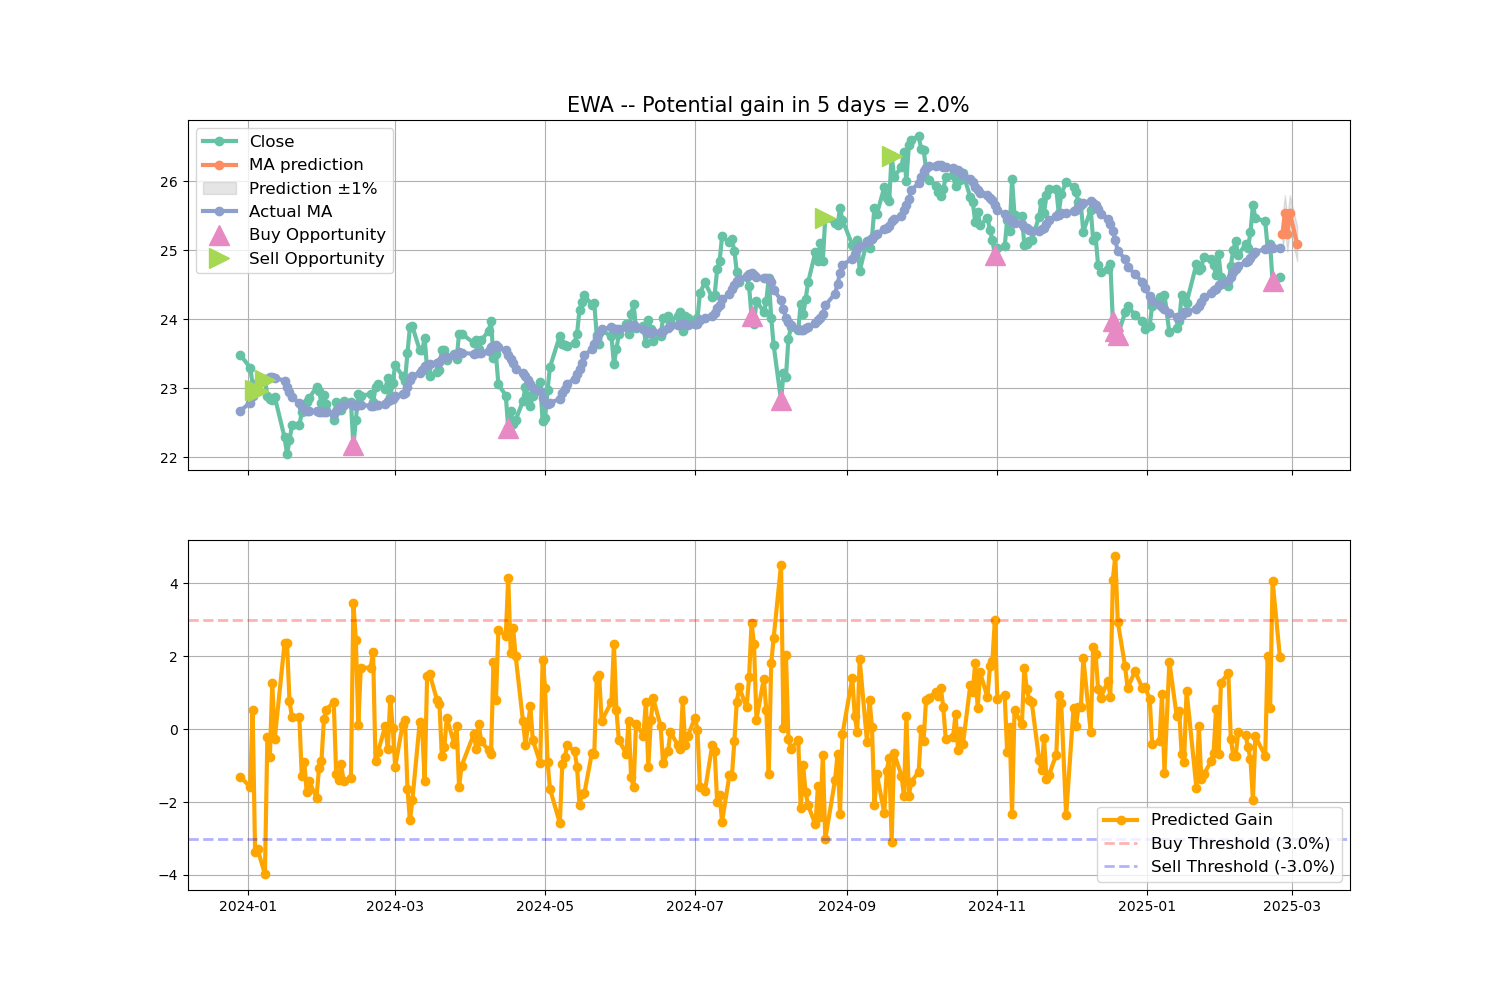 EWA -- Potential gain in 5 days = 2.0%
Close
MA prediction
Prediction ±1%
Actual MA
Buy Opportunity
Sell Opportunity
26
25
24
23
22
4
2
0
−2
−4
Predicted Gain
Buy Threshold (3.0%)
Sell Threshold (-3.0%)
2024-01 2024-03 2024-05 2024-07 2024-09 2024-11 2025-01 2025-03